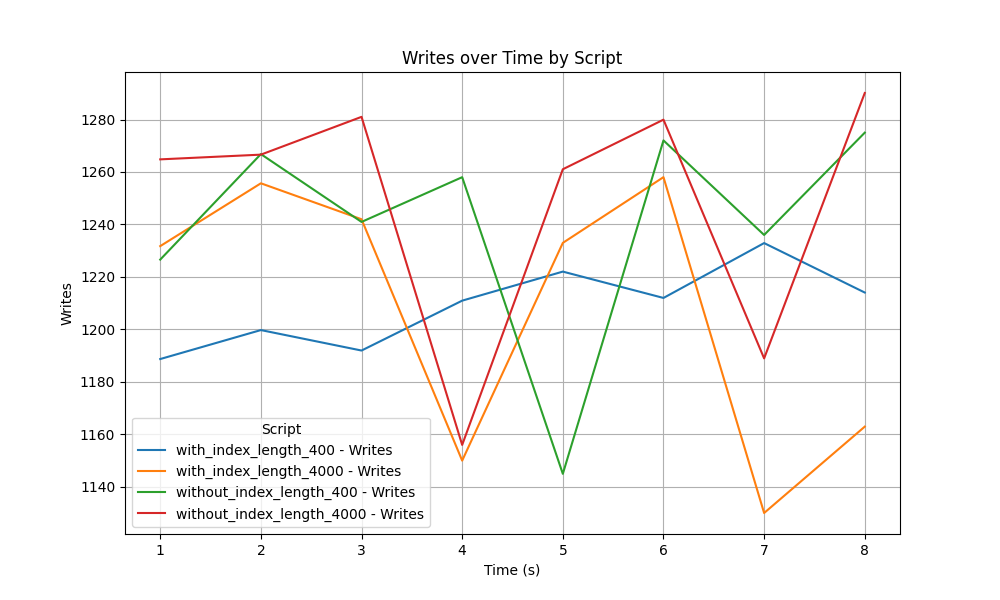 Writes over Time by Script
Writes
1280
1260
1240
1220
1200
1180
1160
1140
Script
with_index_length_400 - Writes
with_index_length_4000 - Writes
without_index_length_400 - Writes
without_index_length_4000 - Writes
1 2 3 4 5 6 7 8
Time (s)